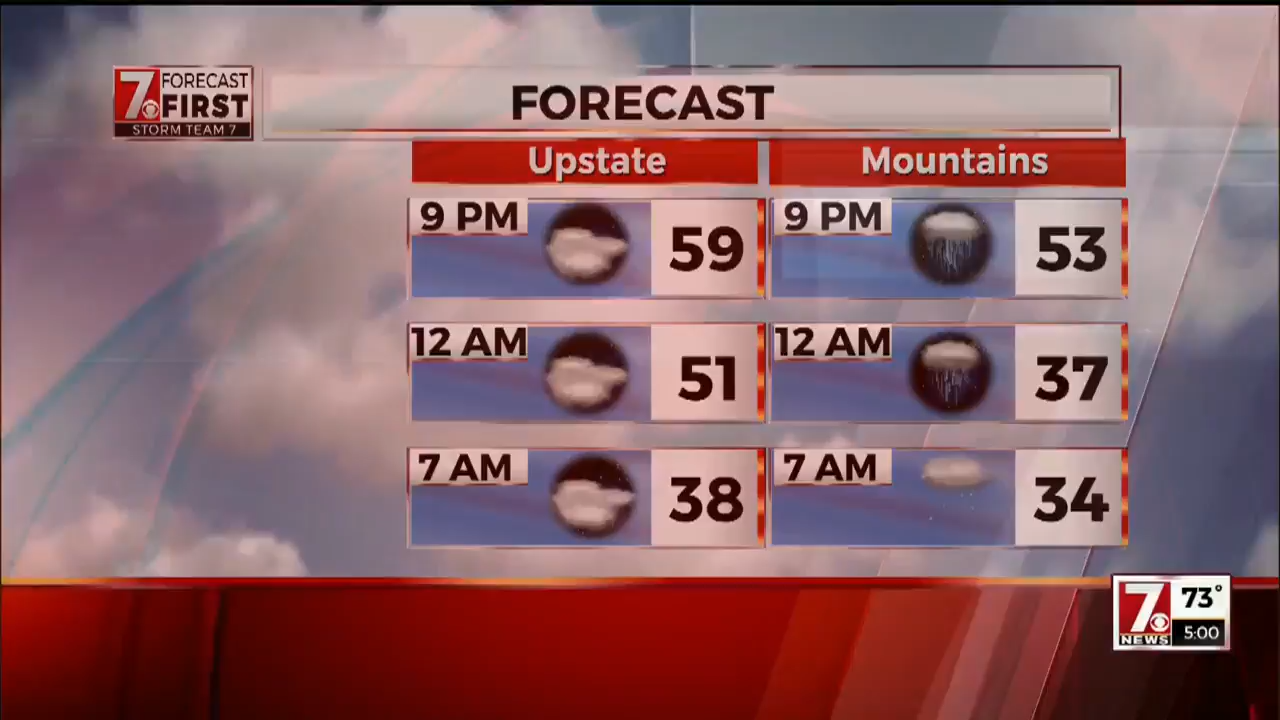 7 FORECAST
FIRST
STORM TEAM 7
FORECAST
Upstate
Mountains
9 PM
59
9 PM
53
12 AM
51
12 AM
37
7 AM
38
7 AM
34
7
NEWS
73°
5:00